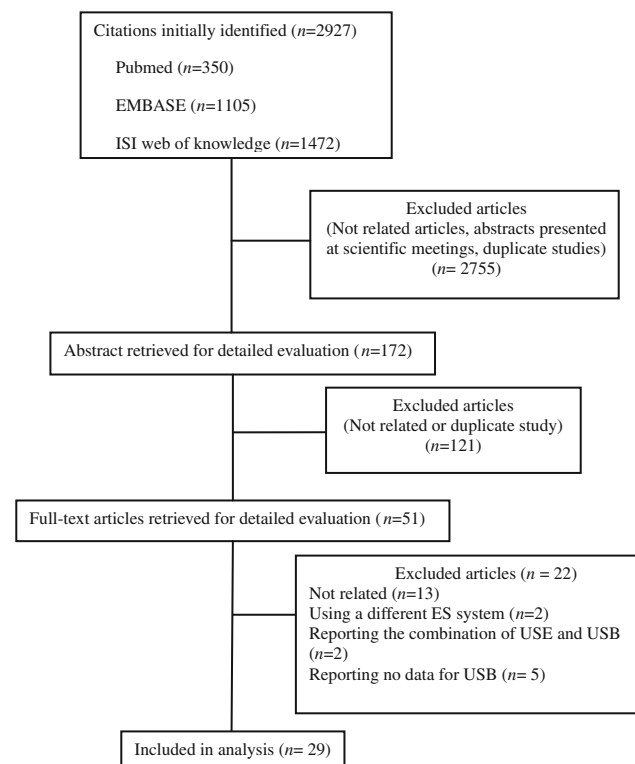 Citations initially identified (n=2927)
Pubmed (n=350)
EMBASE (n=1105)
ISI web of knowledge (n=1472)
Excluded articles
(Not related articles, abstracts presented
at scientific meetings, duplicate studies)
(n= 2755)
Abstract retrieved for detailed evaluation (n=172)
Excluded articles
(Not related or duplicate study)
(n=121)
Full-text articles retrieved for detailed evaluation (n=51)
Excluded articles (n = 22)
Not related (n=13)
Using a different ES system (n=2)
Reporting the combination of USE and USB
(n=2)
Reporting no data for USB (n= 5)
Included in analysis (n= 29)